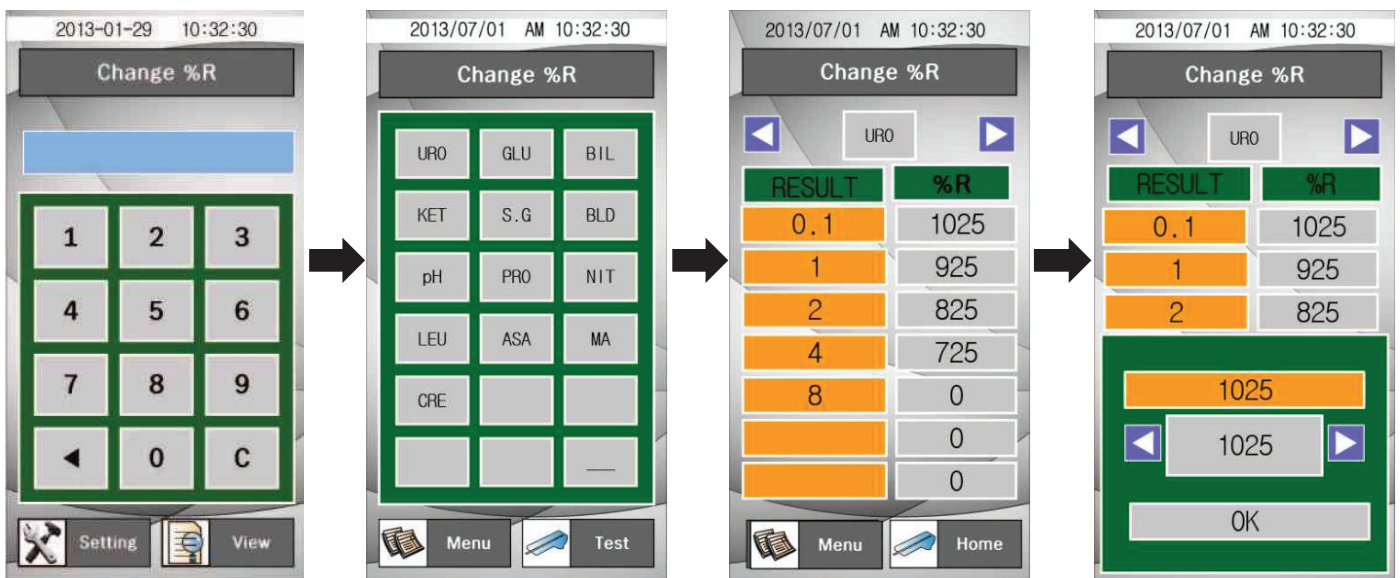 2013-01-29 10:32:30
Change %R
1 2 3
4 5 6
7 8 9
0 C
Setting View
2013/07/01 AM 10:32:30
Change %R
URO GLU BIL
KET S.G BLD
pH PRO NIT
LEU ASA MA
CRE
Menu Test
2013/07/01 AM 10:32:30
Change %R
URO
RESULT %R
0.1 1025
1 925
2 825
4 725
8 0
0
0
Menu Home
2013/07/01 AM 10:32:30
Change %R
URO
RESULT %R
0.1 1025
1 925
2 825
1025
1025
OK